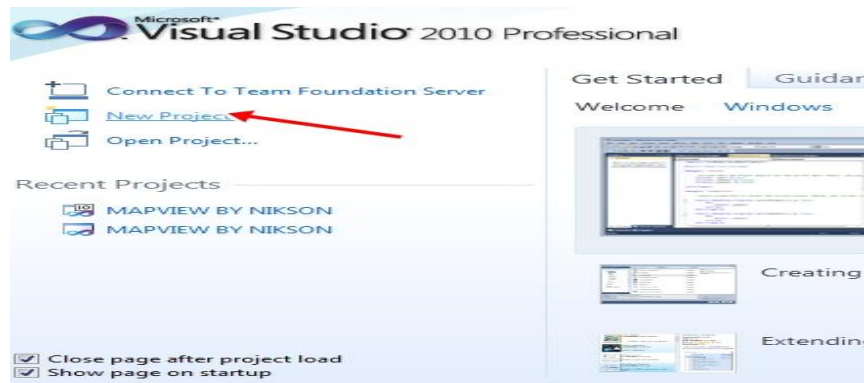 Microsoft®
Visual Studio® 2010 Professional
Connect To Team Foundation Server
New Project
Open Project...
Recent Projects
MAPVIEW BY NIKSON
MAPVIEW BY NIKSON
Close page after project load
Show page on startup
Get Started
Guidan
Welcome
Windows
Creating
Extending